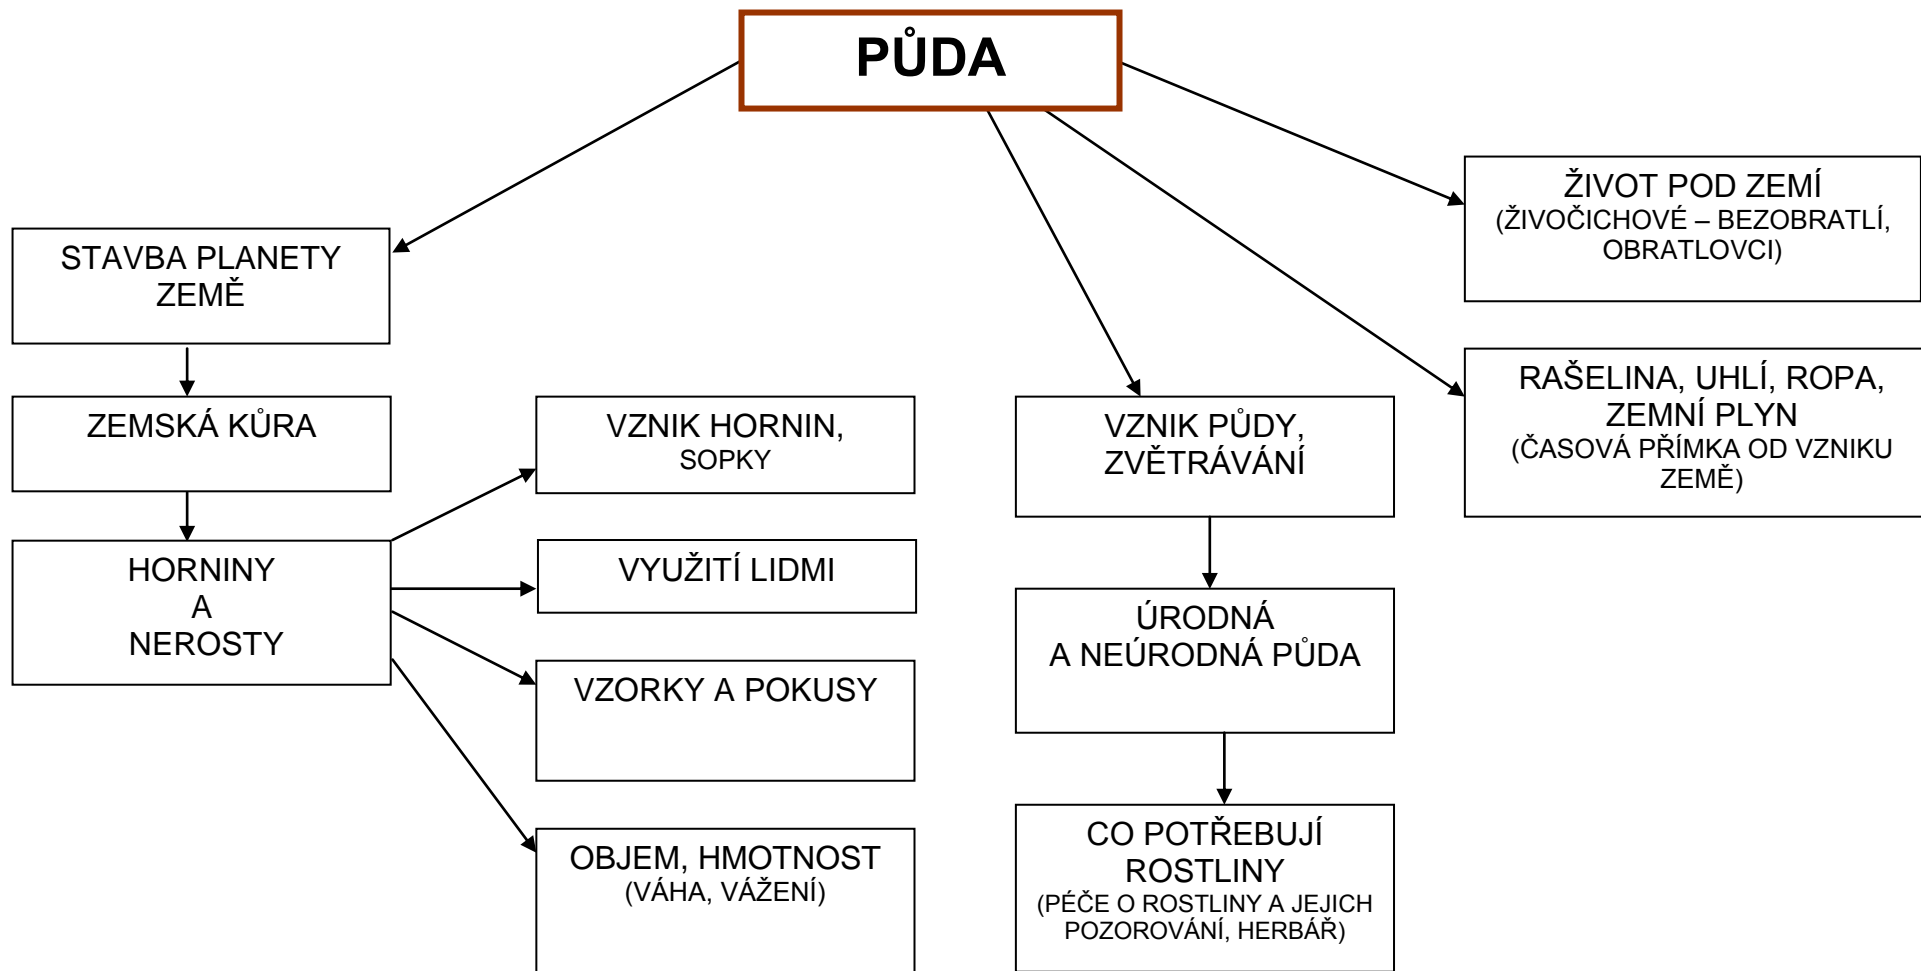 PŮDA
ŽIVOT POD ZEMÍ
(ŽIVOČICHOVÉ – BEZOBRATLÍ,
OBRATLOVCI)
STAVBA PLANETY
ZEMĚ
RAŠELINA, UHLÍ, ROPA,
ZEMNÍ PLYN
(ČASOVÁ PŘÍMKA OD VZNIKU
ZEMĚ)
ZEMSKÁ KŮRA
VZNIK HORNIN,
SOPKY
VZNIK PŮDY,
ZVĚTRÁVÁNÍ
HORNINY
A
NEROSTY
VYUŽITÍ LIDMI
ÚRODNÁ
A NEÚRODNÁ PŮDA
VZORKY A POKUSY
OBJEM, HMOTNOST
(VÁHA, VÁŽENÍ)
CO POTŘEBUJÍ
ROSTLINY
(PÉČE O ROSTLINY A JEJICH
POZOROVÁNÍ, HERBÁŘ)